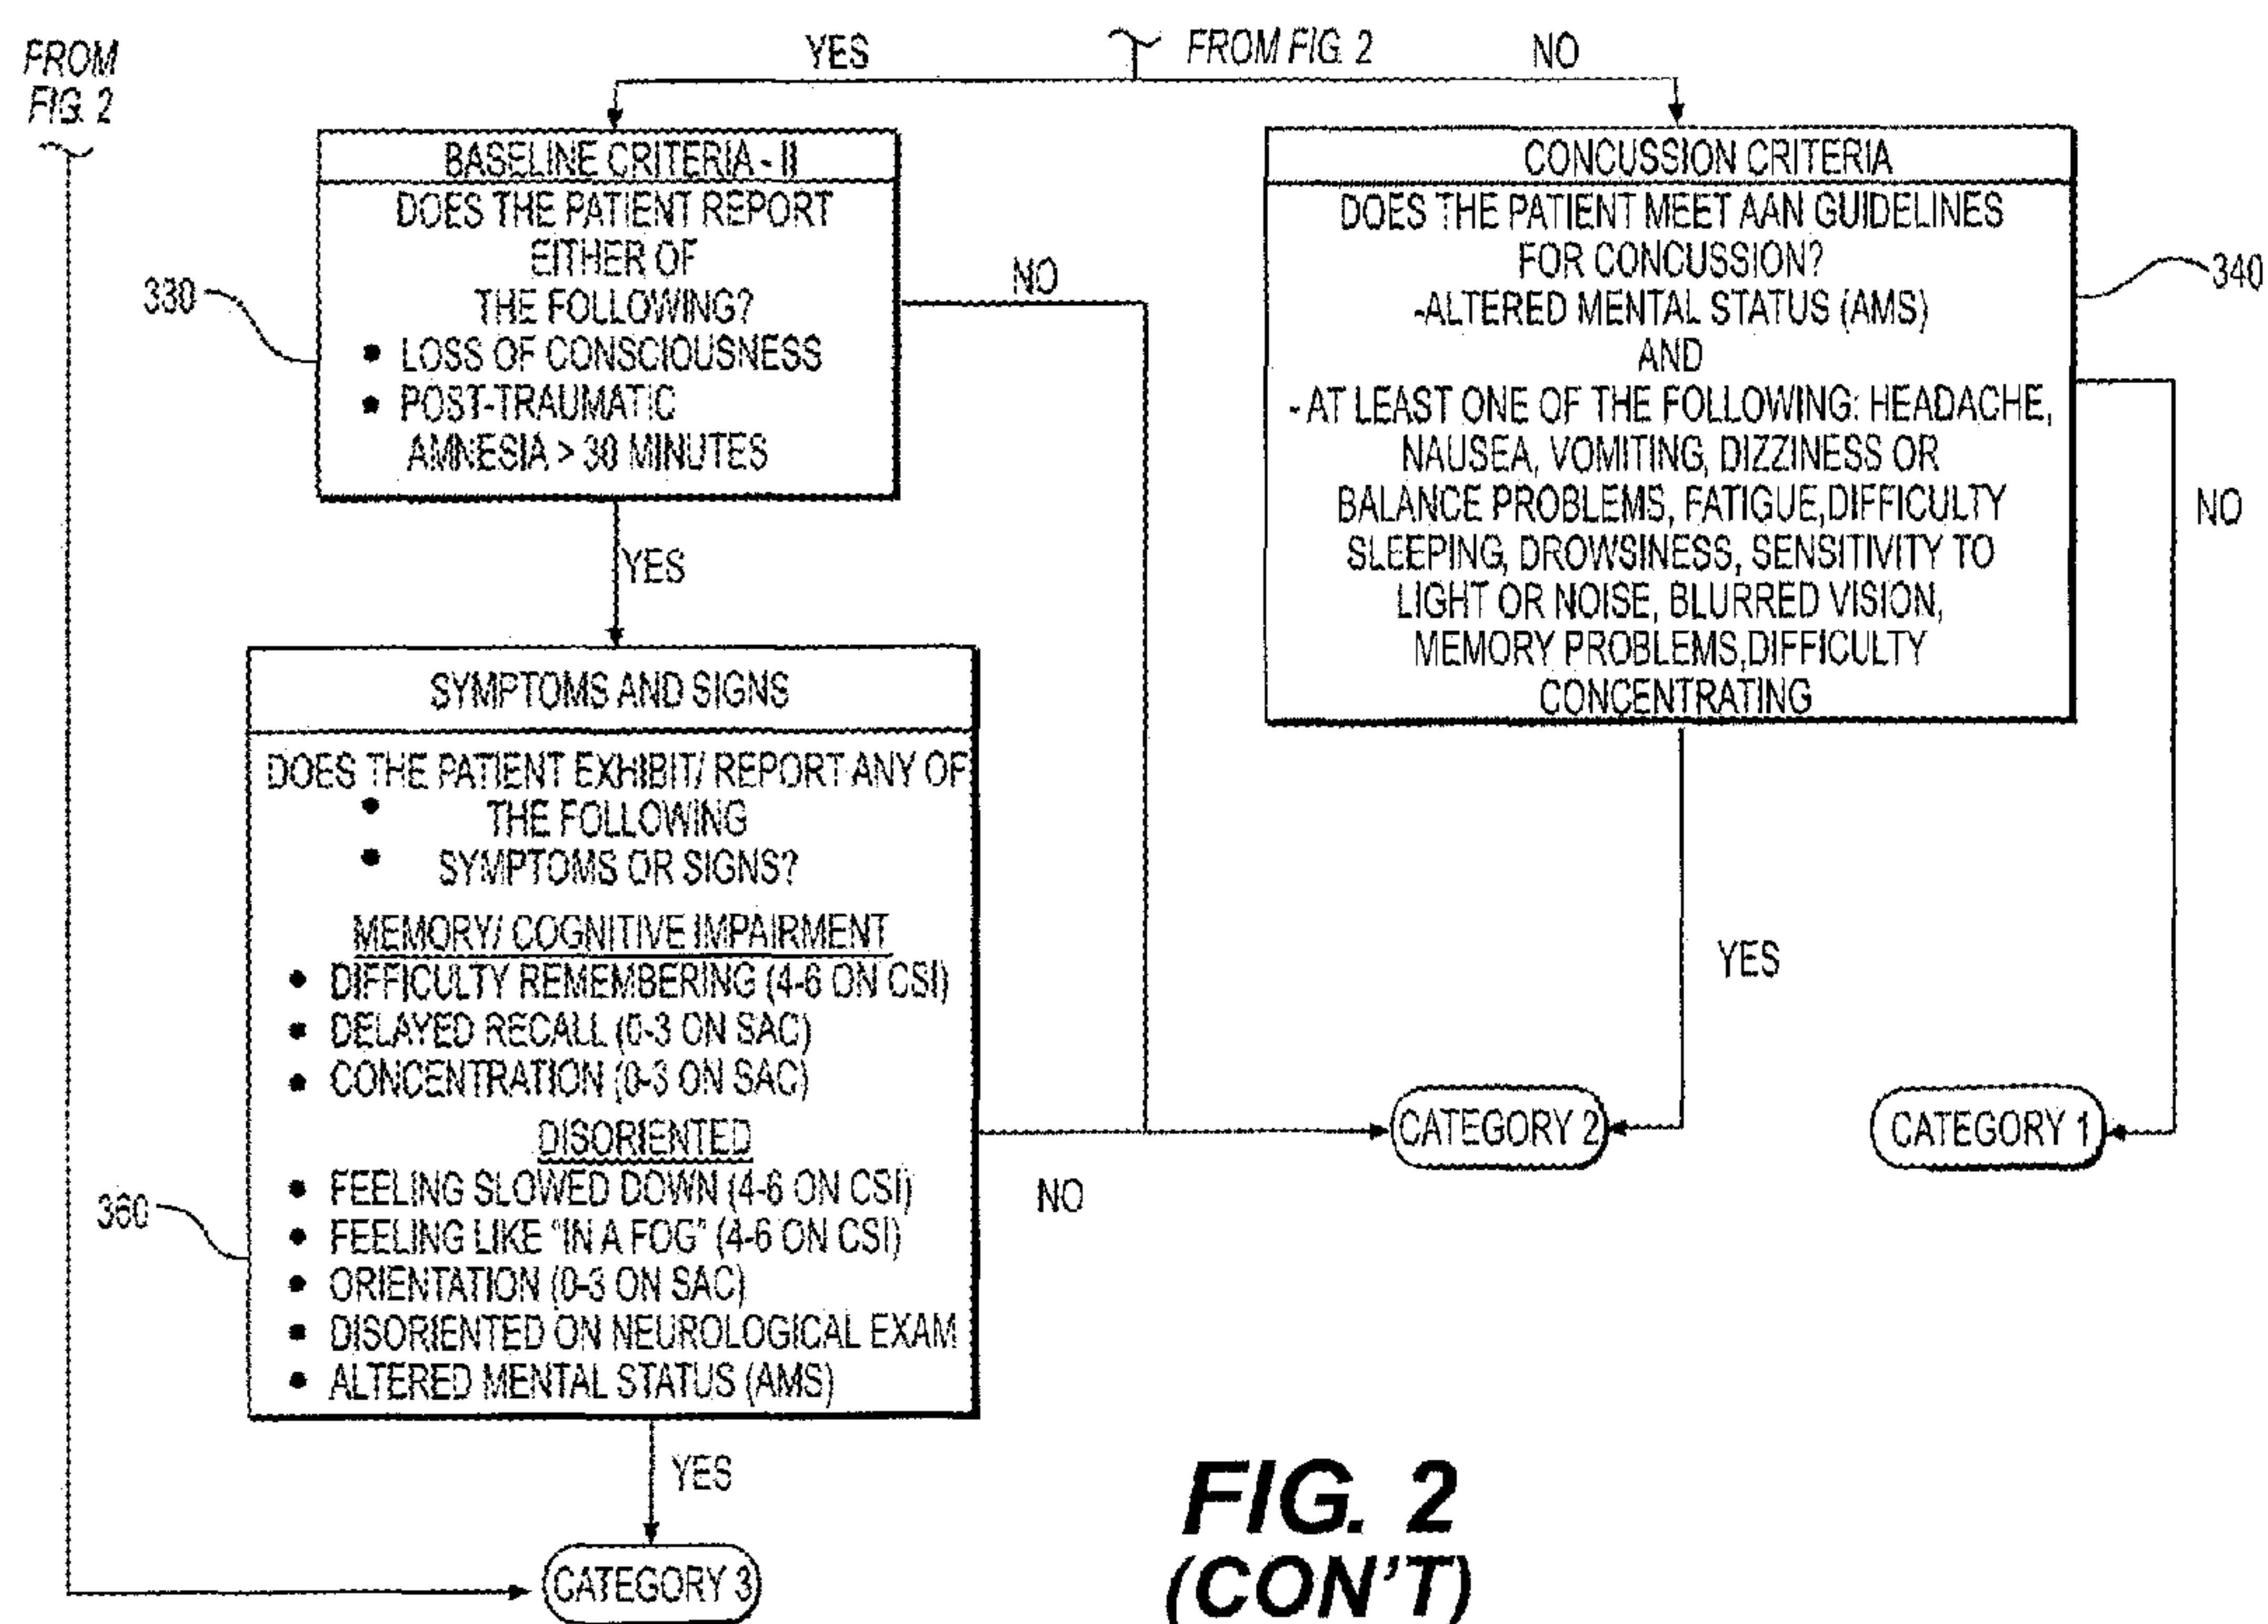 FROM
FIG. 2
YES
FROM FIG. 2
NO
BASELINE CRITERIA - II
DOES THE PATIENT REPORT
EITHER OF
THE FOLLOWING?
• LOSS OF CONSCIOUSNESS
• POST-TRAUMATIC
AMNESIA > 30 MINUTES
330
NO
YES
CONCUSSION CRITERIA
DOES THE PATIENT MEET AAN GUIDELINES
FOR CONCUSSION?
-ALTERED MENTAL STATUS (AMS)
AND
- AT LEAST ONE OF THE FOLLOWING: HEADACHE,
NAUSEA, VOMITING, DIZZINESS OR
BALANCE PROBLEMS, FATIGUE,DIFFICULTY
SLEEPING, DROWSINESS, SENSITIVITY TO
LIGHT OR NOISE, BLURRED VISION,
MEMORY PROBLEMS,DIFFICULTY
CONCENTRATING
340
NO
YES
SYMPTOMS AND SIGNS
DOES THE PATIENT EXHIBIT/ REPORT ANY OF
• THE FOLLOWING
• SYMPTOMS OR SIGNS?
MEMORY/ COGNITIVE IMPAIRMENT
• DIFFICULTY REMEMBERING (4-6 ON CSI)
• DELAYED RECALL (0-3 ON SAC)
• CONCENTRATION (0-3 ON SAC)
DISORIENTED
• FEELING SLOWED DOWN (4-6 ON CSI)
• FEELING LIKE "IN A FOG" (4-6 ON CSI)
• ORIENTATION (0-3 ON SAC)
• DISORIENTED ON NEUROLOGICAL EXAM
• ALTERED MENTAL STATUS (AMS)
360
NO
YES
CATEGORY 2
CATEGORY 1
CATEGORY 3
FIG. 2
(CON'T)